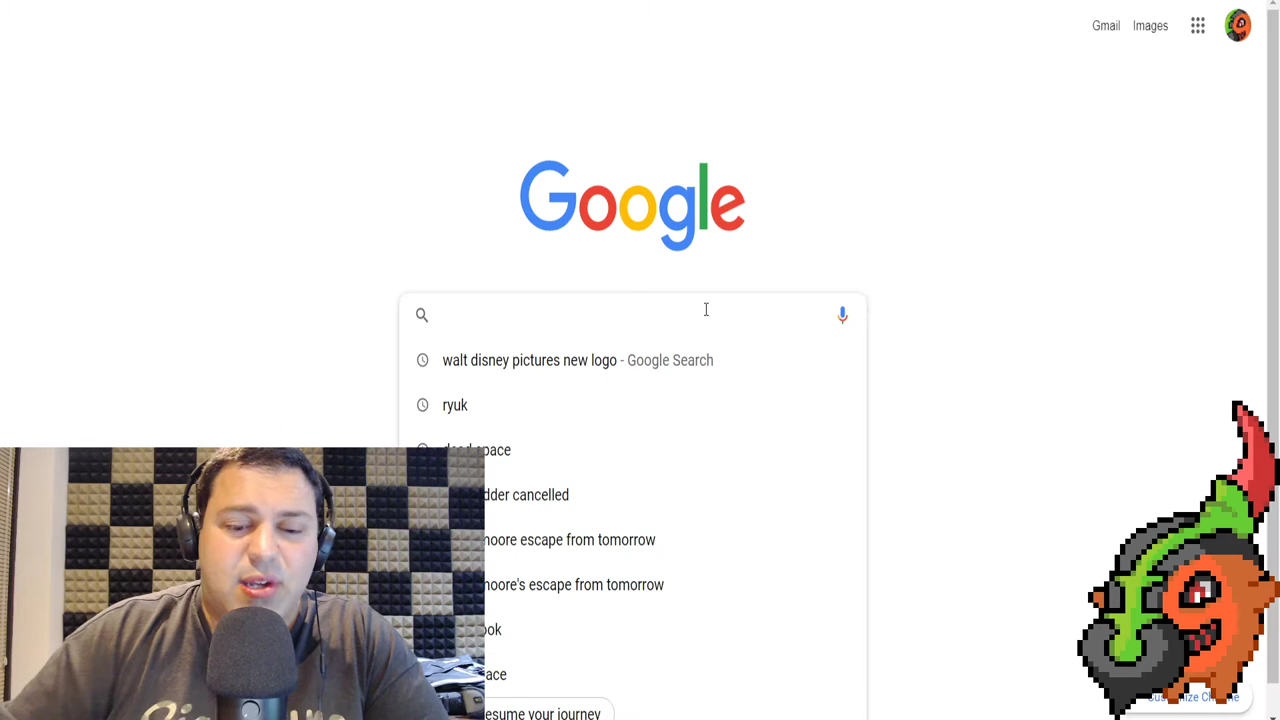 Gmail Images
Google
walt disney pictures new logo - Google Search
ryuk
space
dder cancelled
moore escape from tomorrow
moore's escape from tomorrow
ook
ace
esume your journey